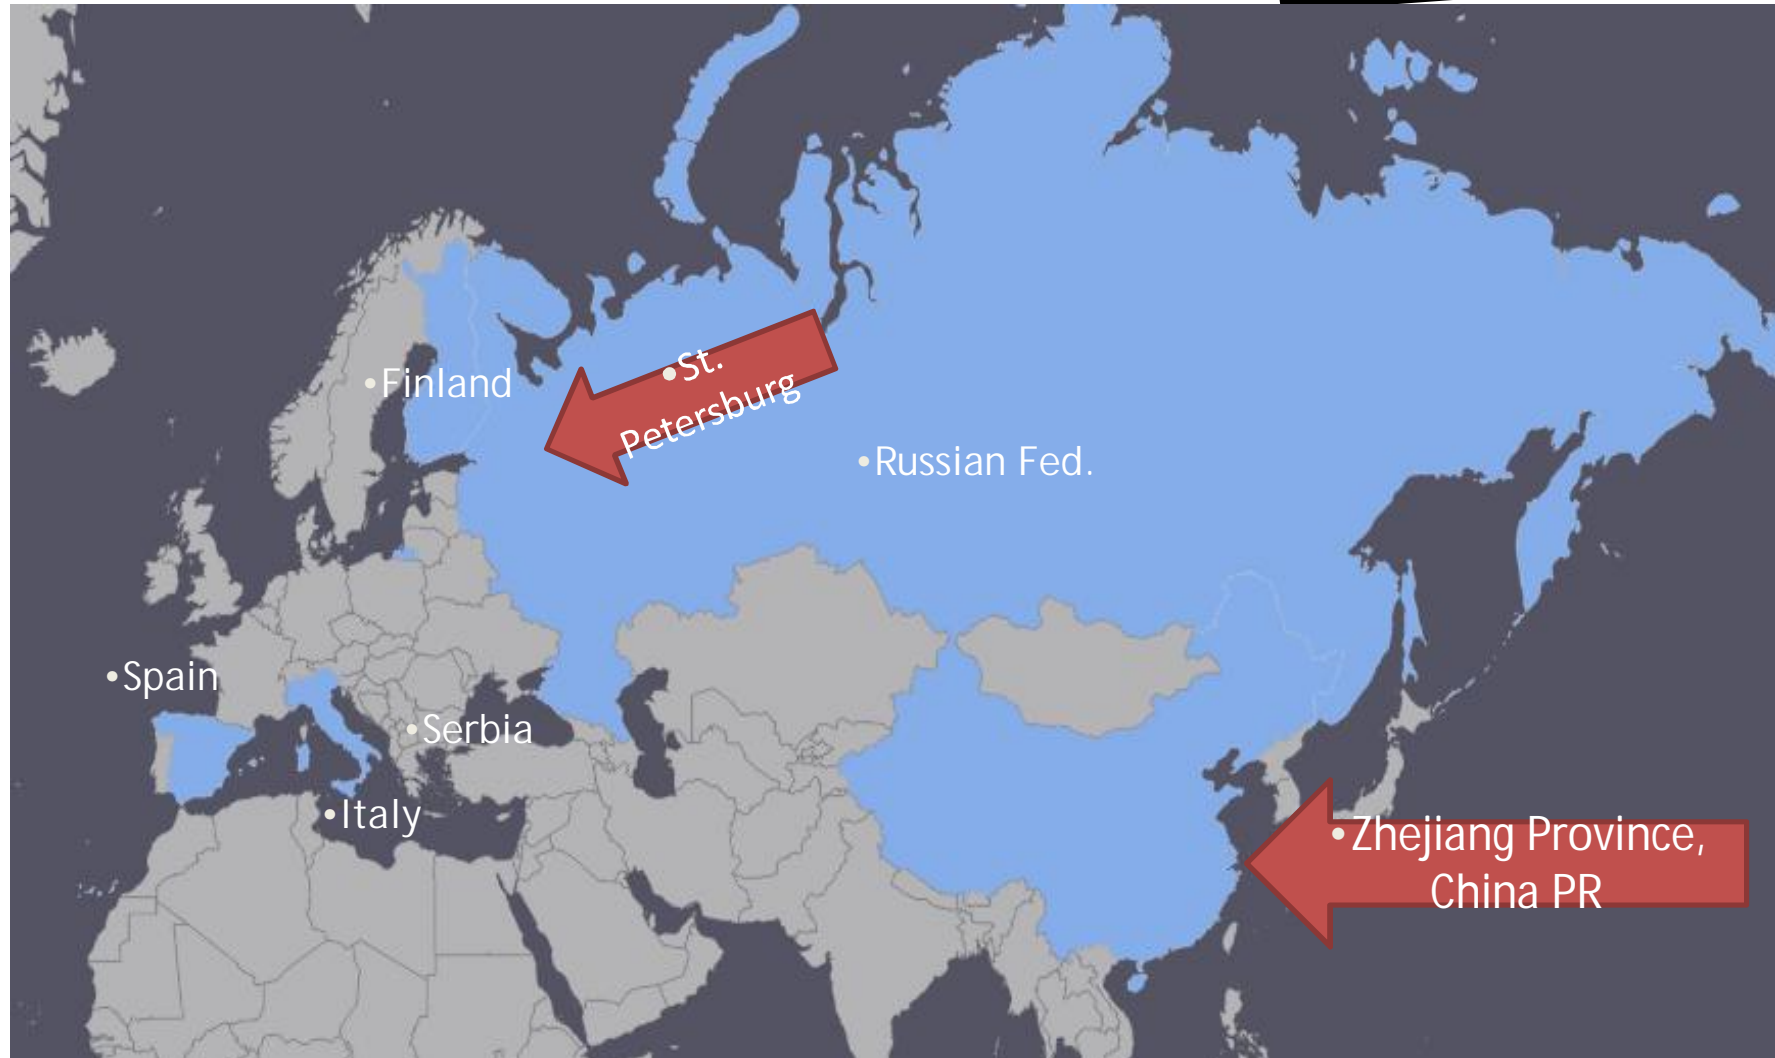 •St.
Petersburg
•Finland
•Russian Fed.
•Spain
•Serbia
•Italy
•Zhejiang Province,
China PR